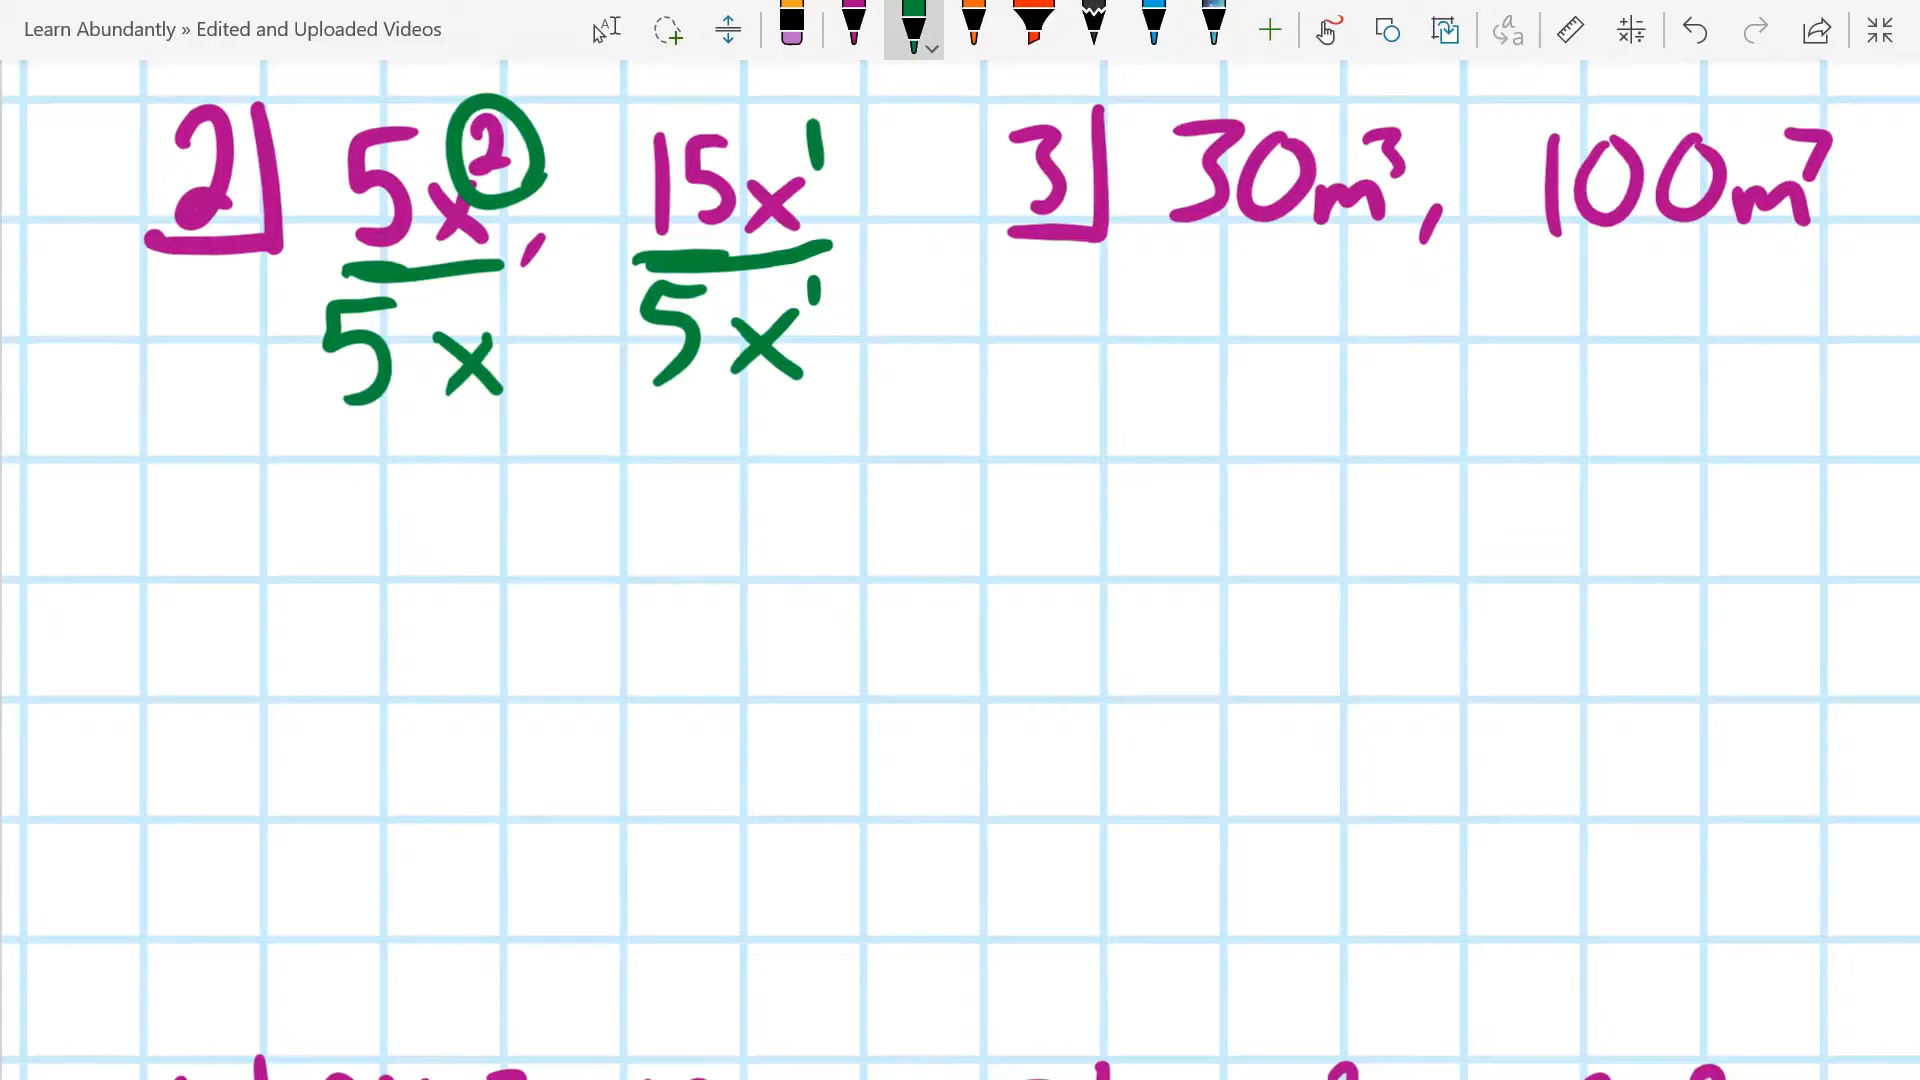 Learn Abundantly » Edited and Uploaded Videos
2 5x², 15x¹ 3 30m³, 100m⁷
5x 5x¹